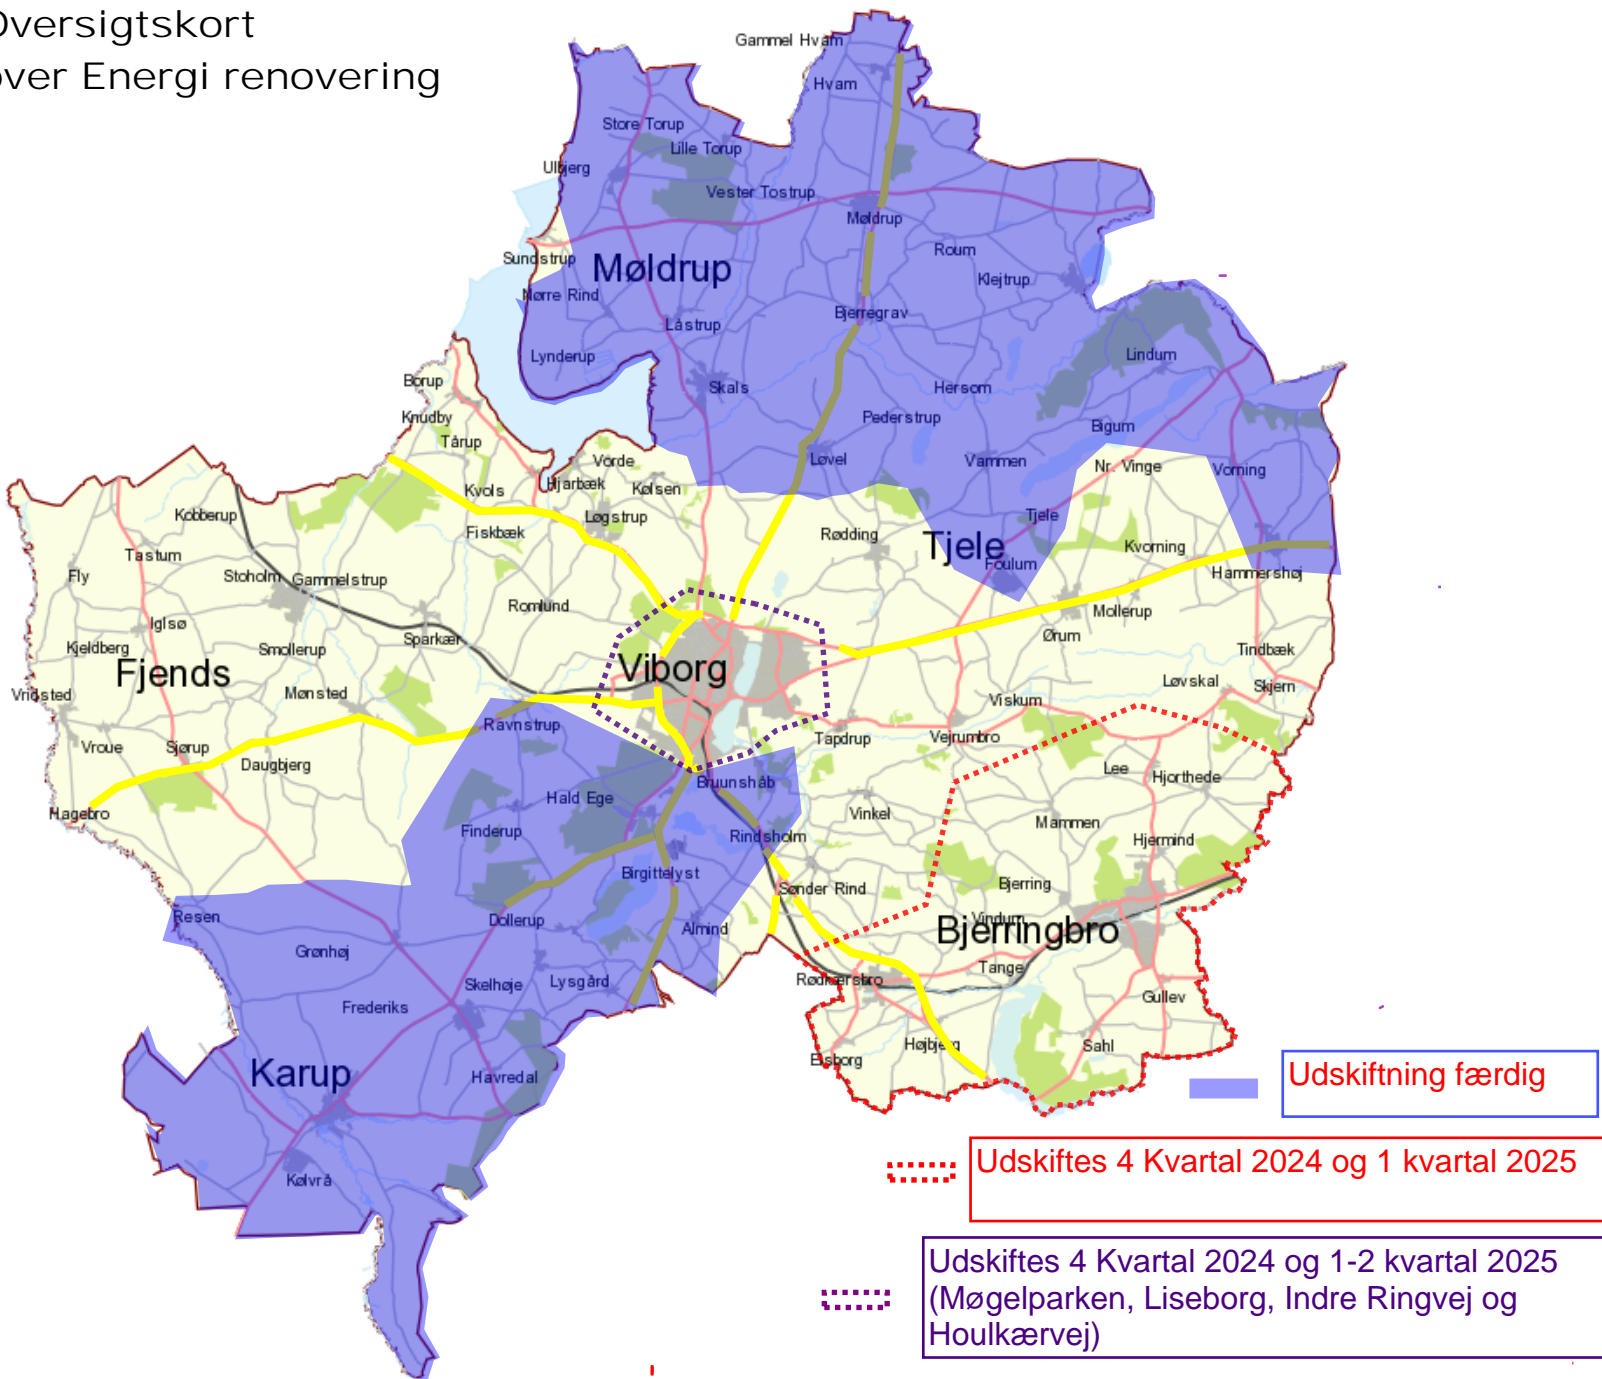 Oversigtskort
over Energi renovering
Gammel Hvam
Hvam
Store Torup
Lille Torup
Ulbjerg
Vester Tostrup
Møldrup
Roum
Sundstrup
Møldrup
Klejtrup
Nørre Rind
Bjerregrav
Låstrup
Lynderup
Lindum
Borup
Skals
Hersom
Knudby
Pederstrup
Bigum
Tårup
Vorde
Løvel
Vammen
Nr. Vinge
Vorning
Kvols
Hjarbæk
Kølsen
Kobberup
Løgstrup
Tjele
Fiskbæk
Rødding
Tjele
Kvorning
Tastum
Foulum
Hammershøj
Fly
Stoholm
Gammelstrup
Romlund
Mollerup
Iglsø
Sparkær
Ørum
Kjeldberg
Smollerup
Tindbæk
Fjends
Viborg
Løvskal
Skjern
Vridsted
Mønsted
Viskum
Ravnstrup
Vroue
Sjørup
Tapdrup
Vejrumbro
Daugbjerg
Lee
Hjorthede
Bruunshåb
Hald Ege
Hagebro
Vinkel
Mammen
Finderup
Rindsholm
Hjermind
Birgittelyst
Sønder Rind
Bjerring
Resen
Dollerup
Vindum
Almind
Bjerringbro
Grønhøj
Tange
Skelhøje
Lysgård
Rødkærsbro
Gullev
Frederiks
Højbjerg
Sahl
Elsborg
Karup
Havredal
Udskiftning færdig
Udskiftes 4 Kvartal 2024 og 1 kvartal 2025
Kølvrå
Udskiftes 4 Kvartal 2024 og 1-2 kvartal 2025
(Møgelparken, Liseborg, Indre Ringvej og
Houlkærvej)